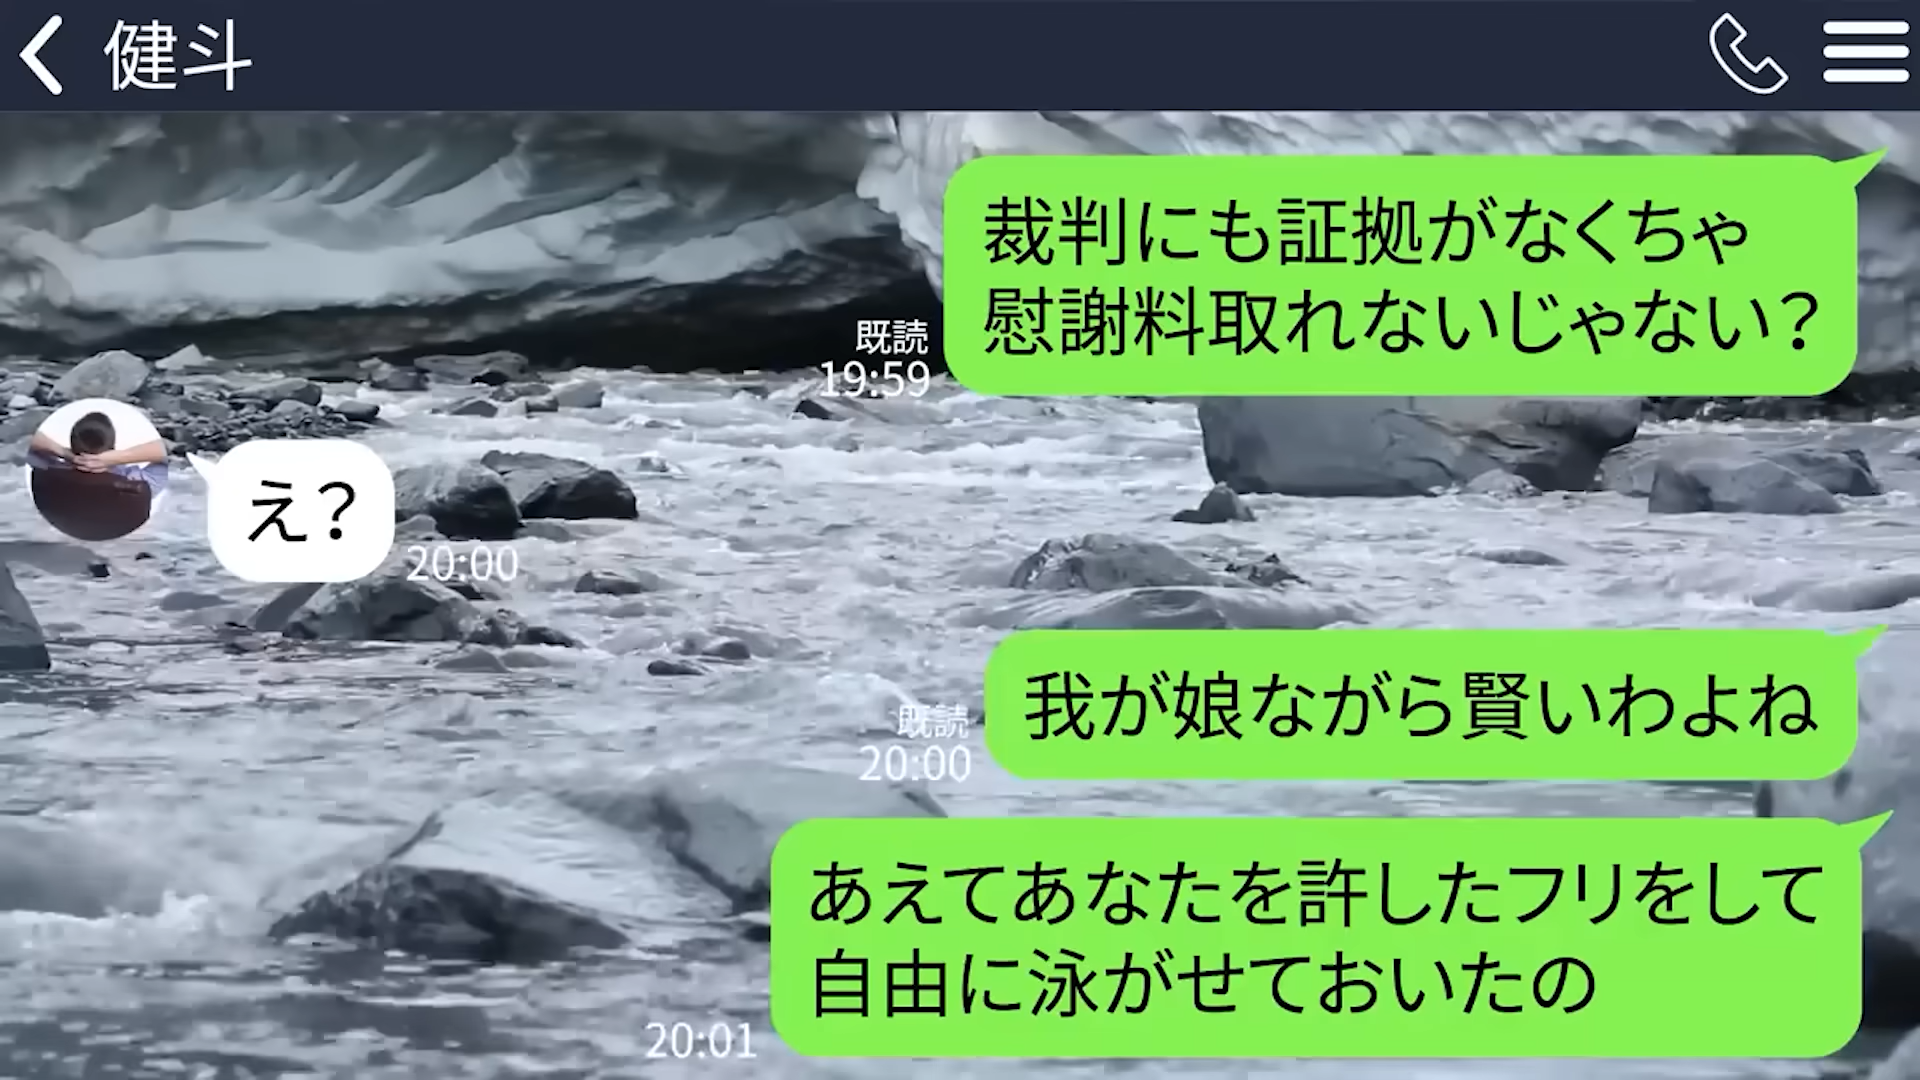 健斗
裁判にも証拠がなくちゃ
慰謝料取れないじゃない？
既読
19:59
え？
20:00
我が娘ながら賢いわよね
既読
20:00
あえてあなたを許したフリをして
自由に泳がせておいたの
20:01